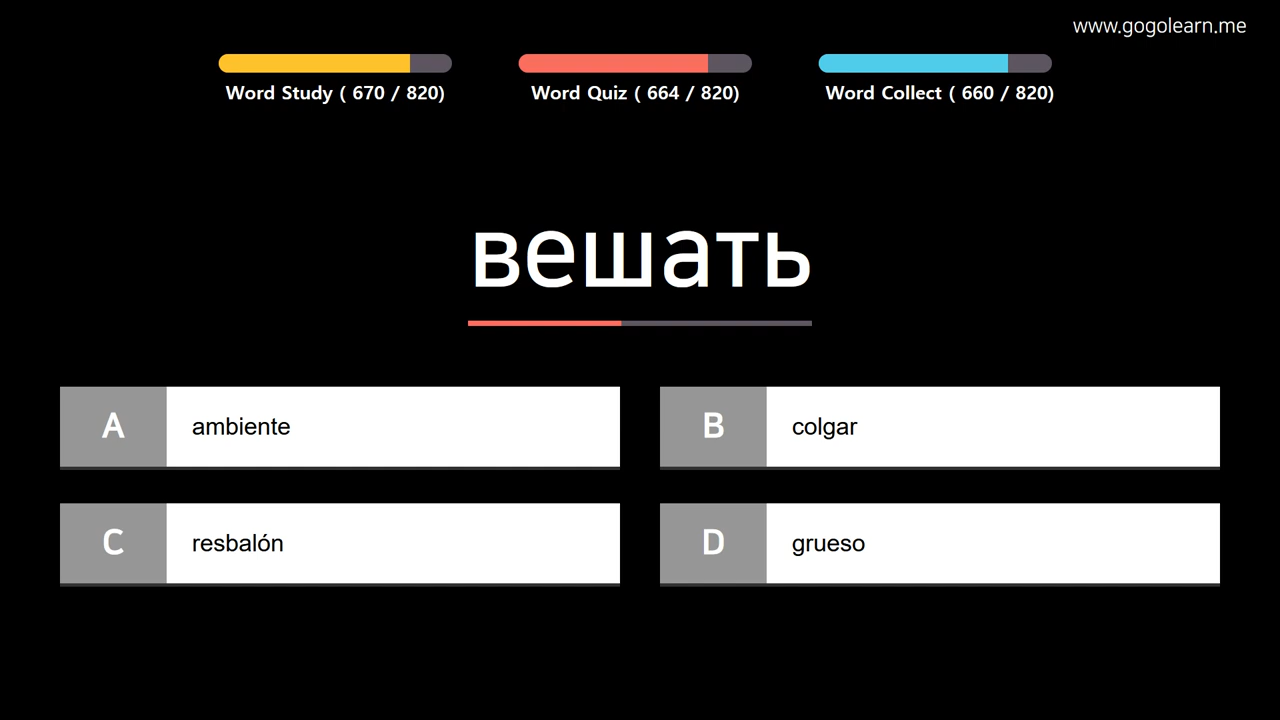 www.gogolearn.me
Word Study ( 670 / 820)
Word Quiz ( 664 / 820)
Word Collect ( 660 / 820)
вешать
A ambiente
B colgar
C resbalón
D grueso